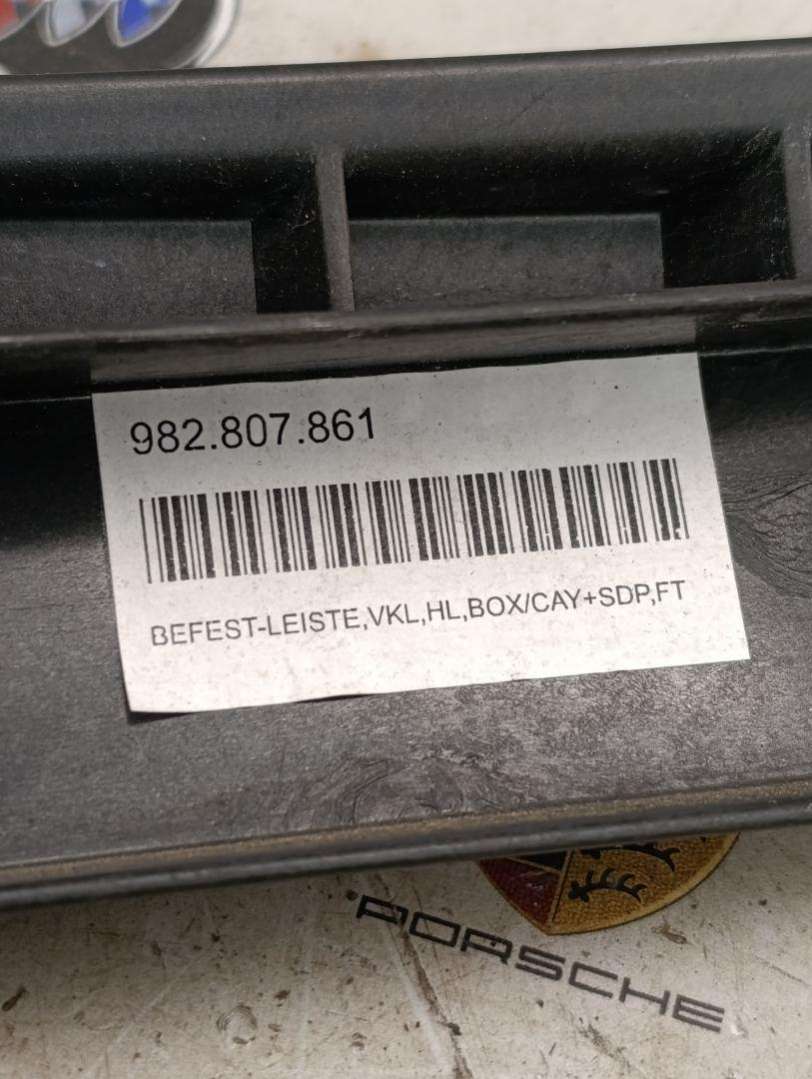 982.807.861
BEFEST-LEISTE,VKL,HL,BOX/CAY+SDP,FT
PORSCHE